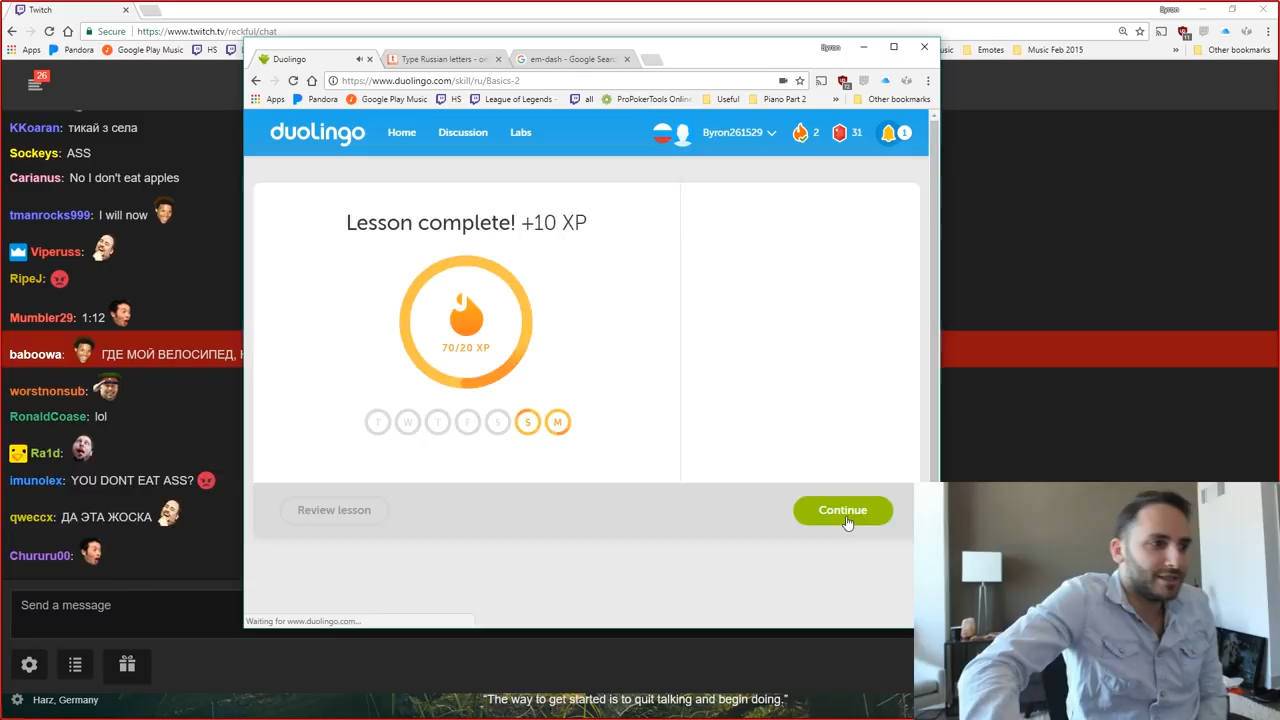 Twitch
Byron
Secure
https://www.twitch.tv/reckful/chat
Apps
Pandora
Google Play Music
HS
Emotes
Music Feb 2015
»
Other bookmarks
26
KKoaran: тикай з села
Sockeys: ASS
Carianus: No I don't eat apples
tmanrocks999: I will now
Viperuss:
RipeJ:
Mumbler29: 1:12
baboowa: ГДЕ МОЙ ВЕЛОСИПЕД,
worstnonsub:
RonaldCoase: lol
Ra1d:
imunolex: YOU DONT EAT ASS?
qweccx: ДА ЭТА ЖОСКА
Chururu00:
Send a message
Harz, Germany
Duolingo
Type Russian letters - on
em-dash - Google Sear
Byron
https://www.duolingo.com/skill/ru/Basics-2
Apps
Pandora
Google Play Music
HS
League of Legends -
all
ProPokerTools Online
Useful
Piano Part 2
»
Other bookmarks
duolingo
Home
Discussion
Labs
Byron261529
2
31
1
Lesson complete! +10 XP
70/20 XP
T W T F S S M
Review lesson
Continue
Waiting for www.duolingo.com...
"The way to get started is to quit talking and begin doing."